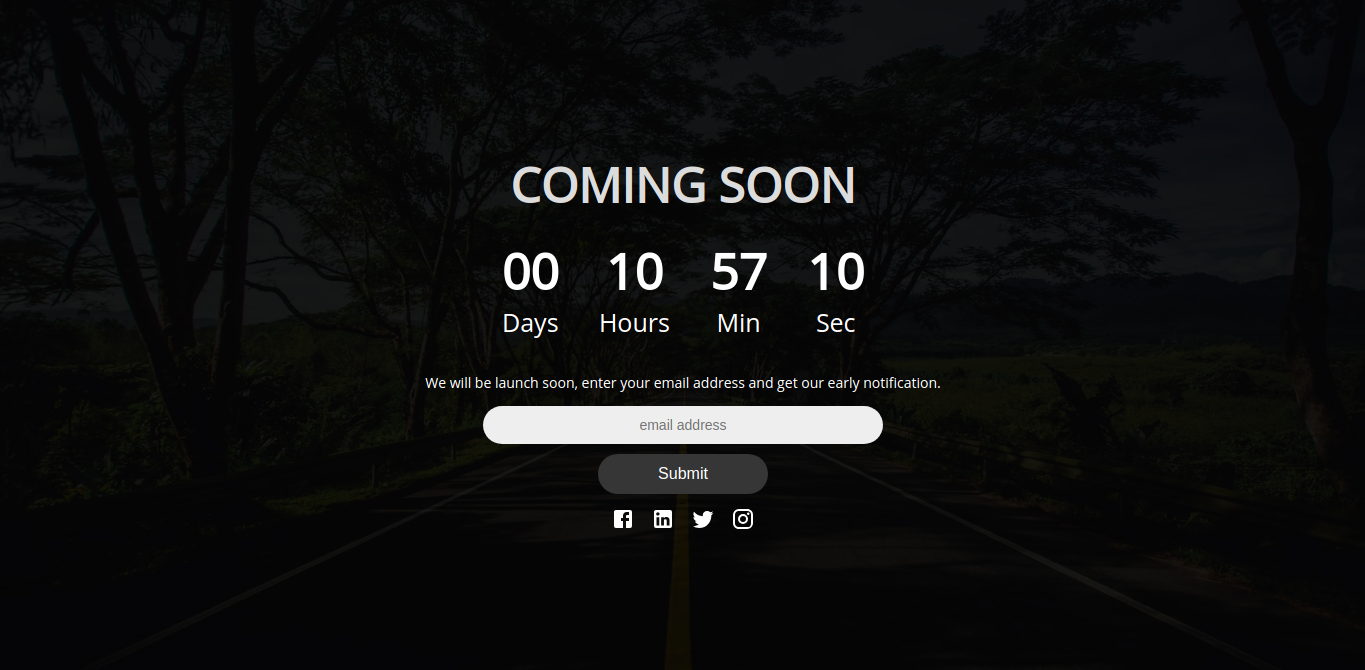 COMING SOON
00 10 57 10
Days Hours Min Sec
We will be launch soon, enter your email address and get our early notification.
email address
Submit